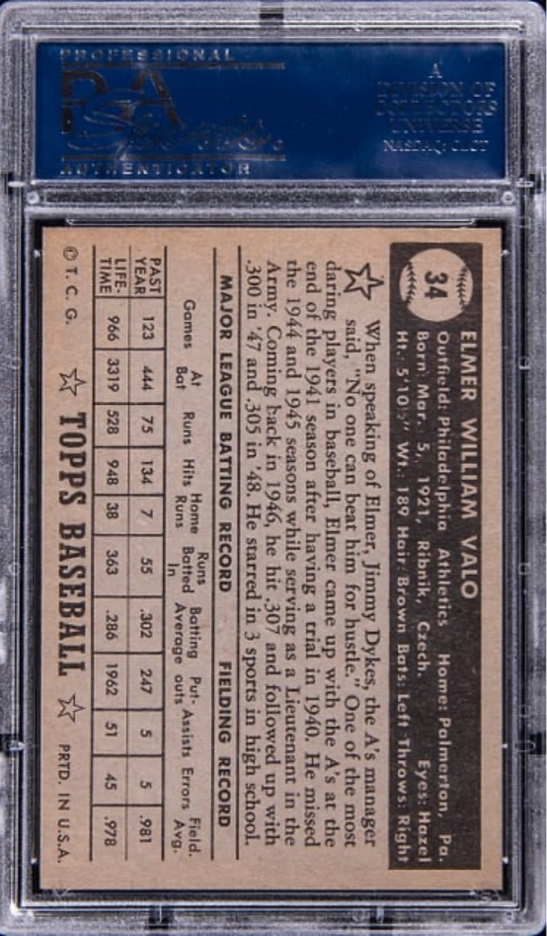 PROFESSIONAL
PSA
AUTHENTICATOR
A
DIVISION OF
COLLECTORS
UNIVERSE
NASDAQ: CLCT
34
ELMER WILLIAM VALO
Outfield: Philadelphia Athletics Home: Palmerton, Pa.
Born: Mar. 5, 1921, Ribnik, Czech. Eyes: Hazel
Ht.: 5'10½" Wt.: 189 Hair: Brown Bats: Left Throws: Right
When speaking of Elmer, Jimmy Dykes, the A's manager
said, "No one can beat him for hustle." One of the most
daring players in baseball, Elmer came up with the A's at the
end of the 1941 season after having a trial in 1940. He missed
the 1944 and 1945 seasons while serving as a Lieutenant in the
Army. Coming back in 1946, he hit .307 and followed up with
.300 in '47 and .305 in '48. He starred in 3 sports in high school.
MAJOR LEAGUE BATTING RECORD FIELDING RECORD
Games At Bat Runs Hits Home Runs Runs Batted In Batting Average Put-outs Assists Errors Field. Avg.
PAST YEAR 123 444 75 134 7 55 .302 247 5 5 .981
LIFE-TIME 966 3319 528 948 38 363 .286 1962 51 45 .978
© T. C. G. ☆ TOPPS BASEBALL ☆ PRTD. IN U.S.A.